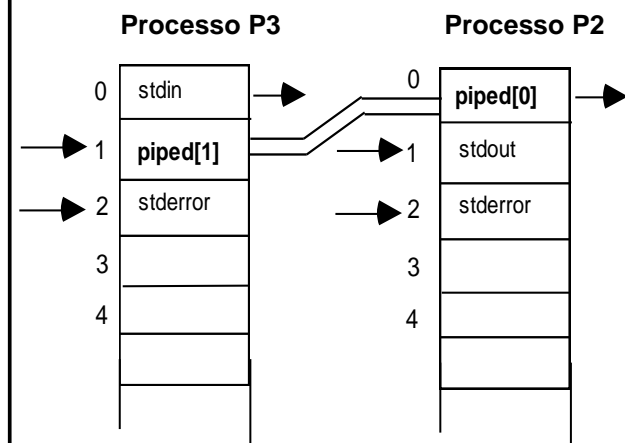 Processo P3 Processo P2
0 stdin 0 piped[0]
1 piped[1] 1 stdout
2 stderror 2 stderror
3 3
4 4